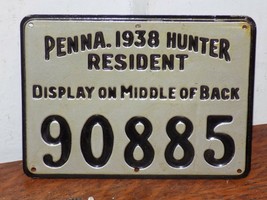 PENNA. 1938 HUNTER
RESIDENT
DISPLAY ON MIDDLE OF BACK
90885